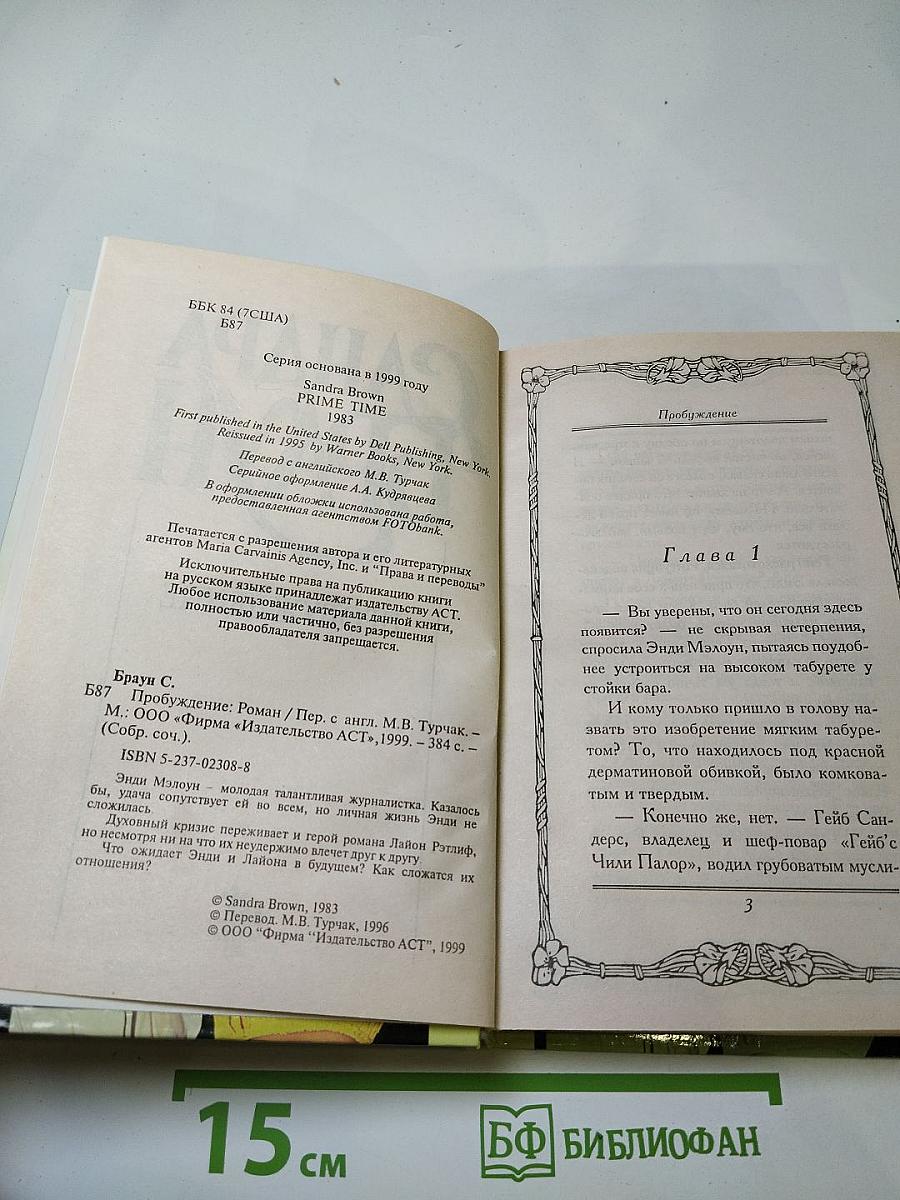 ББК 84 (7США)
Б87
Серия основана в 1999 году
Sandra Brown
PRIME TIME
1983
First published in the United States by Dell Publishing, New York.
Reissued in 1995 by Warner Books, New York.
Перевод с английского М.В. Турчак
Серийное оформление А.А. Кудрявцева
В оформлении обложки использована работа,
предоставленная агентством FOTObank.
Печатается с разрешения автора и его литературных
агентов Maria Carvainis Agency, Inc. и "Права и переводы"
Исключительные права на публикацию книги
на русском языке принадлежат издательству АСТ.
Любое использование материала данной книги,
полностью или частично, без разрешения
правообладателя запрещается.
Браун С.
Б87 Пробуждение: Роман / Пер. с англ. М.В. Турчак. –
М.: ООО «Фирма «Издательство АСТ», 1999. – 384 с. –
(Собр. соч.).
ISBN 5-237-02308-8
Энди Мэлоун – молодая талантливая журналистка. Казалось
бы, удача сопутствует ей во всем, но личная жизнь Энди не
сложилась.
Духовный кризис переживает и герой романа Лайон Рэтлиф,
но несмотря ни на что их неудержимо влечет друг к другу.
Что ожидает Энди и Лайона в будущем? Как сложатся их
отношения?
© Sandra Brown, 1983
© Перевод. М.В. Турчак, 1996
© ООО "Фирма "Издательство АСТ", 1999
Пробуждение
Глава 1
— Вы уверены, что он сегодня здесь
появится? — не скрывая нетерпения,
спросила Энди Мэлоун, пытаясь поудоб-
нее устроиться на высоком табурете у
стойки бара.
И кому только пришло в голову на-
звать это изобретение мягким табуре-
том? То, что находилось под красной
дерматиновой обивкой, было комкова-
тым и твердым.
— Конечно же, нет. — Гейб Сан-
дерс, владелец и шеф-повар «Гейб'с
Чили Палор», водил грубоватым мусли-
3
15 см
БФ БИБЛИОФАН